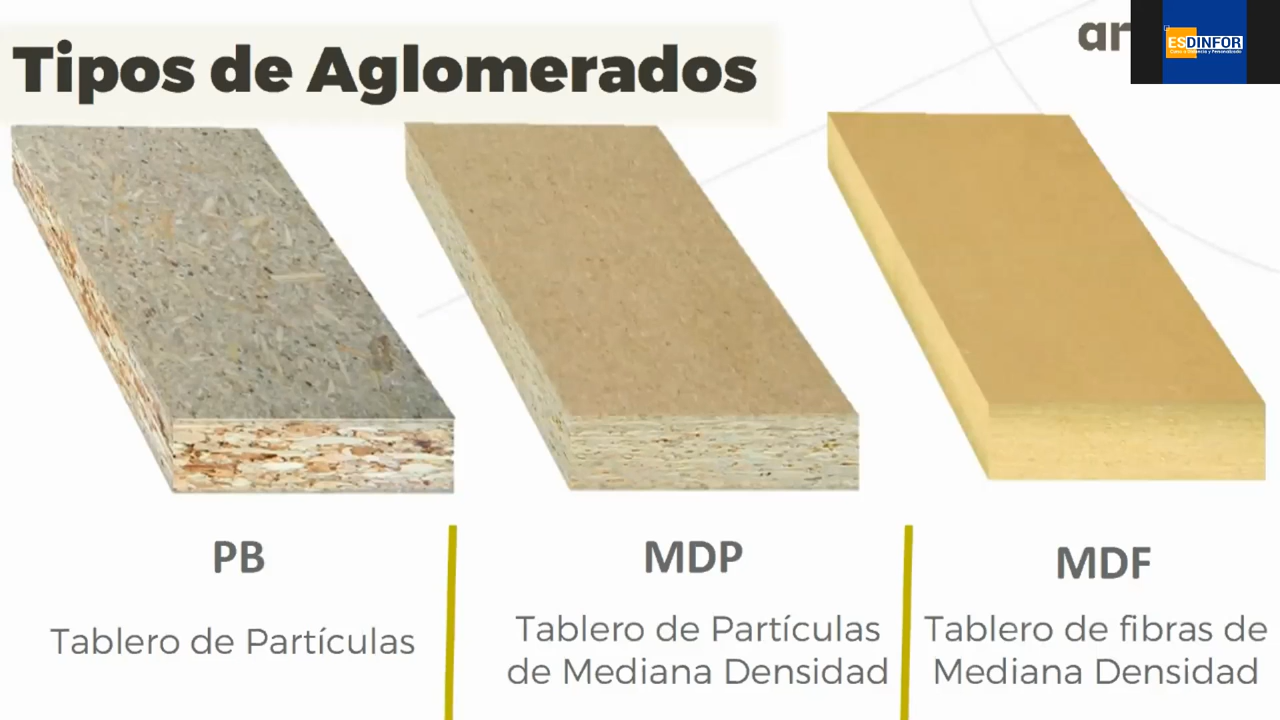 Tipos de Aglomerados
ESDINFOR
PB
Tablero de Partículas
MDP
Tablero de Partículas
de Mediana Densidad
MDF
Tablero de fibras de
Mediana Densidad